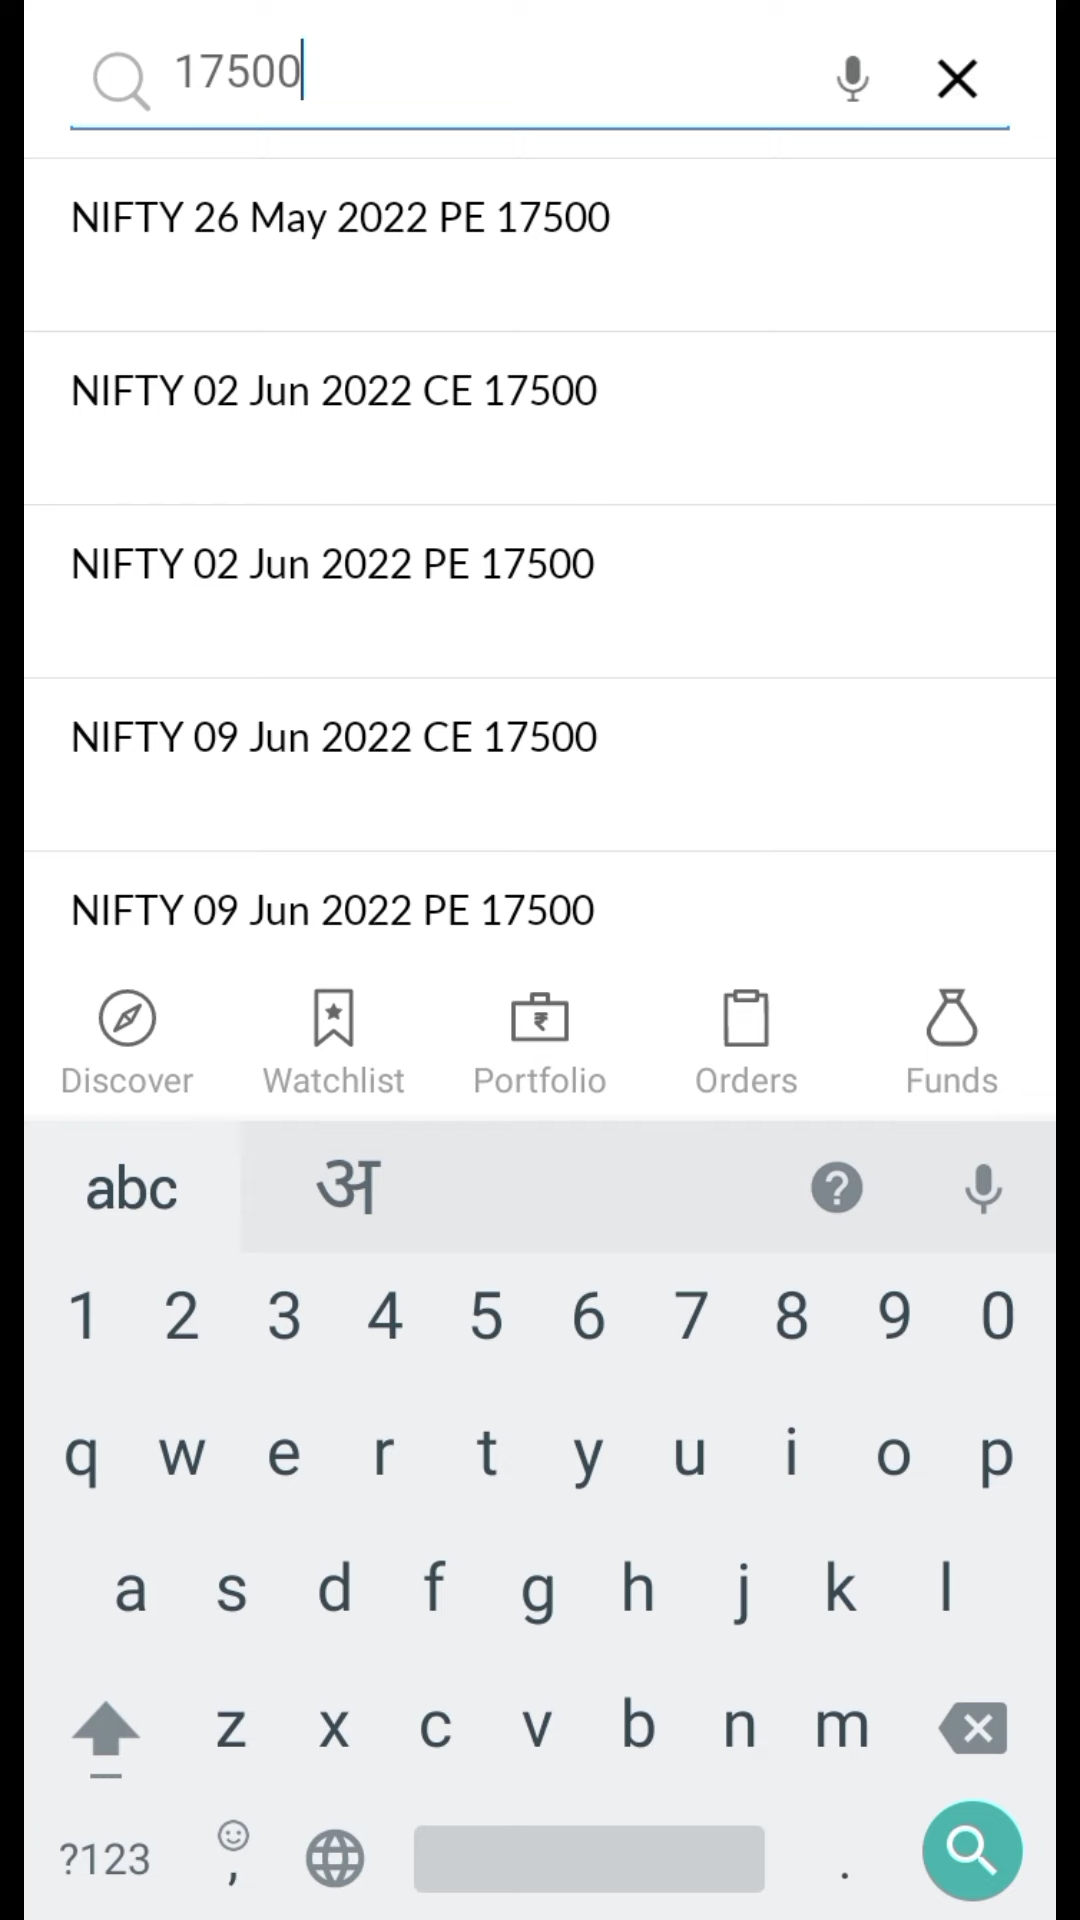 17500
NIFTY 26 May 2022 PE 17500
NIFTY 02 Jun 2022 CE 17500
NIFTY 02 Jun 2022 PE 17500
NIFTY 09 Jun 2022 CE 17500
NIFTY 09 Jun 2022 PE 17500
Discover Watchlist Portfolio Orders Funds
abc अ
1 2 3 4 5 6 7 8 9 0
q w e r t y u i o p
a s d f g h j k l
z x c v b n m
?123 , .